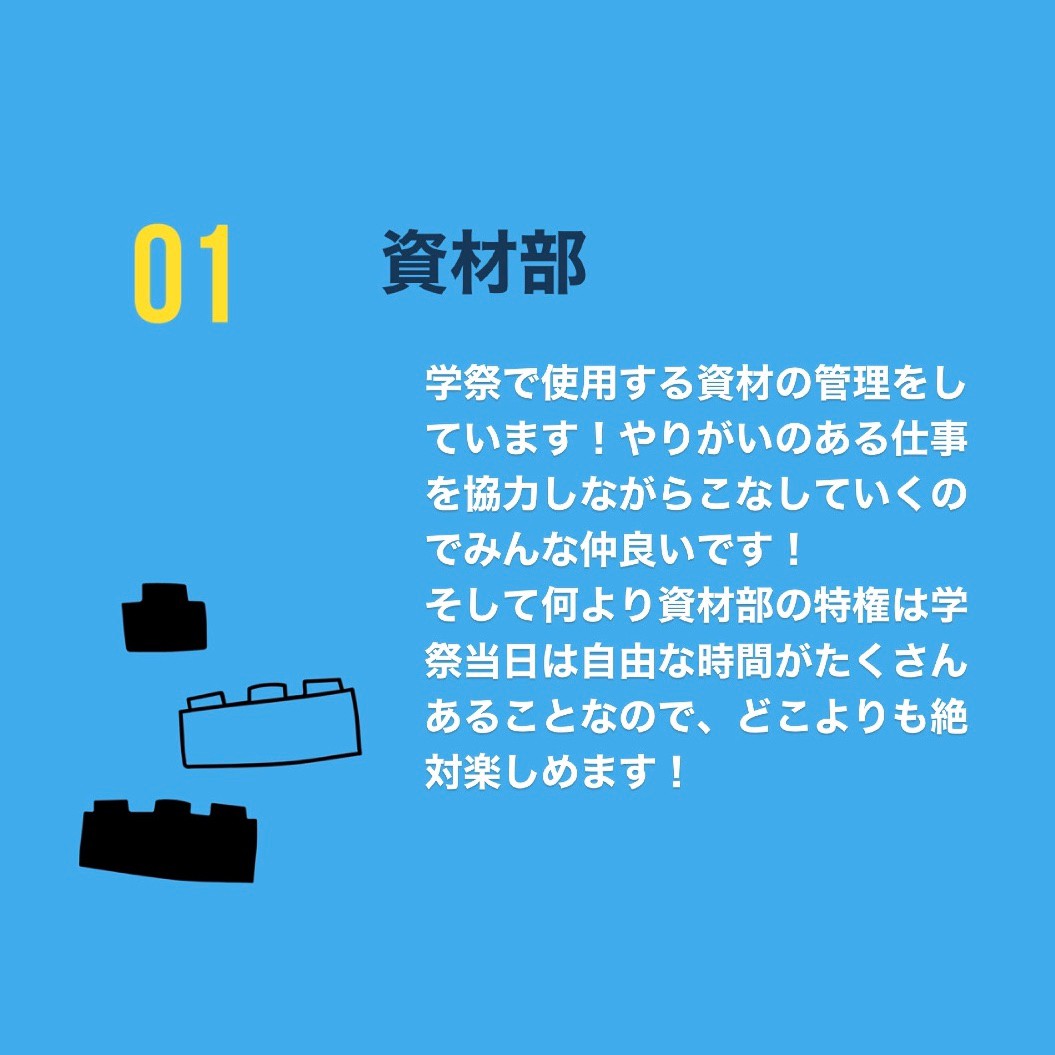 01
資材部
学祭で使用する資材の管理をし
ています！やりがいのある仕事
を協力しながらこなしていくの
でみんな仲良いです！
そして何より資材部の特権は学
祭当日は自由な時間がたくさん
あることなので、どこよりも絶
対楽しめます！